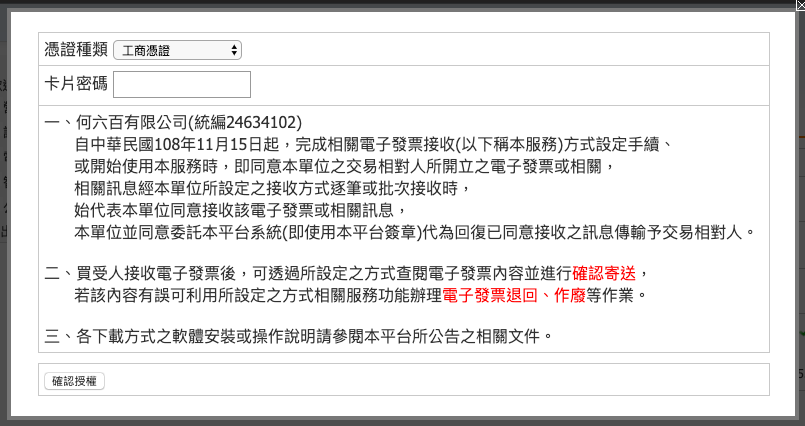 憑證種類 工商憑證
卡片密碼
一、何六百有限公司(統編24634102)
自中華民國108年11月15日起，完成相關電子發票接收(以下稱本服務)方式設定手續、
或開始使用本服務時，即同意本單位之交易相對人所開立之電子發票或相關，
相關訊息經本單位所設定之接收方式逐筆或批次接收時，
始代表本單位同意接收該電子發票或相關訊息，
本單位並同意委託本平台系統(即使用本平台簽章)代為回復已同意接收之訊息傳輸予交易相對人。
二、買受人接收電子發票後，可透過所設定之方式查閱電子發票內容並進行確認寄送，
若該內容有誤可利用所設定之方式相關服務功能辦理電子發票退回、作廢等作業。
三、各下載方式之軟體安裝或操作說明請參閱本平台所公告之相關文件。
確認授權